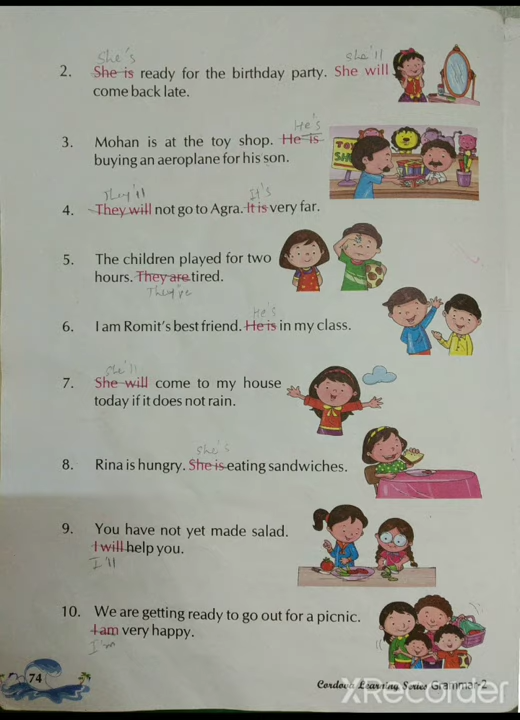 She's she'll
2. She is ready for the birthday party. She will
come back late.
He's
3. Mohan is at the toy shop. He is
buying an aeroplane for his son.
TOY
SHOP
They'll It's
4. They will not go to Agra. It is very far.
5. The children played for two
hours. They are tired.
They're
He's
6. I am Romit's best friend. He is in my class.
she'll
7. She will come to my house
today if it does not rain.
she's
8. Rina is hungry. She is eating sandwiches.
9. You have not yet made salad.
I will help you.
I'll
10. We are getting ready to go out for a picnic.
I am very happy.
I'm
74
Cordova Learning Series Grammar-2
XRecorder